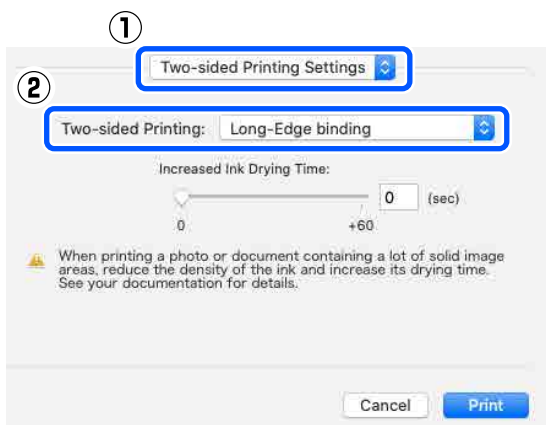 ①
Two-sided Printing Settings
②
Two-sided Printing: Long-Edge binding
Increased Ink Drying Time:
0 (sec)
0 +60
When printing a photo or document containing a lot of solid image
areas, reduce the density of the ink and increase its drying time.
See your documentation for details.
Cancel Print